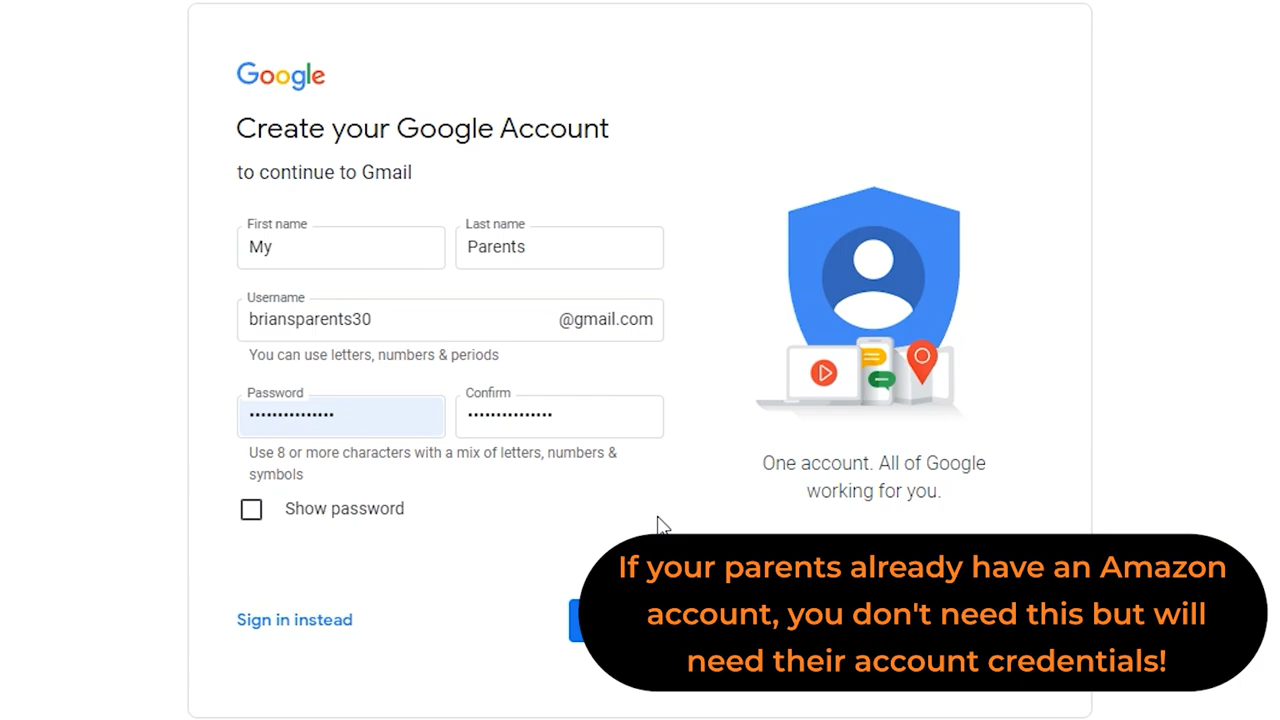 Google
Create your Google Account
to continue to Gmail
First name
My
Last name
Parents
Username
briansparents30
@gmail.com
You can use letters, numbers & periods
Password
•••••••••••••••
Confirm
•••••••••••••••
Use 8 or more characters with a mix of letters, numbers &
symbols
Show password
Sign in instead
One account. All of Google
working for you.
If your parents already have an Amazon
account, you don't need this but will
need their account credentials!